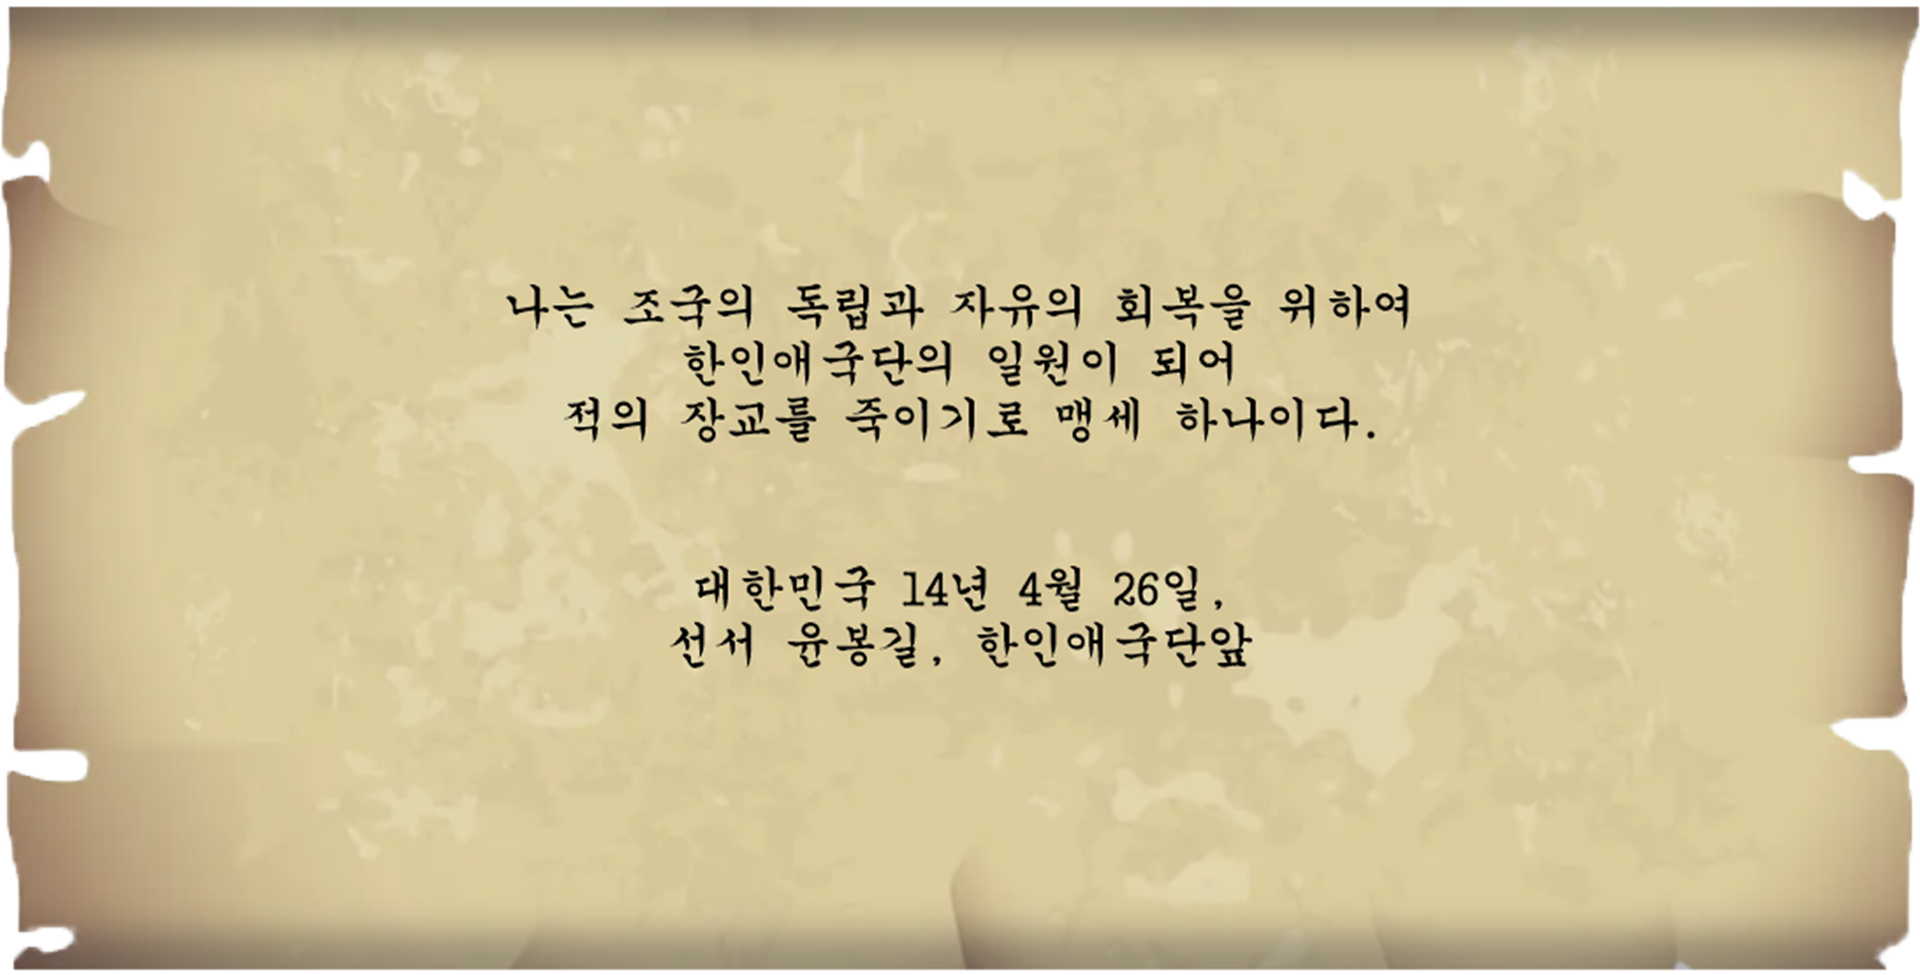 나는 조국의 독립과 자유의 회복을 위하여
한인애국단의 일원이 되어
적의 장교를 죽이기로 맹세 하나이다.
대한민국 14년 4월 26일,
선서 윤봉길, 한인애국단앞